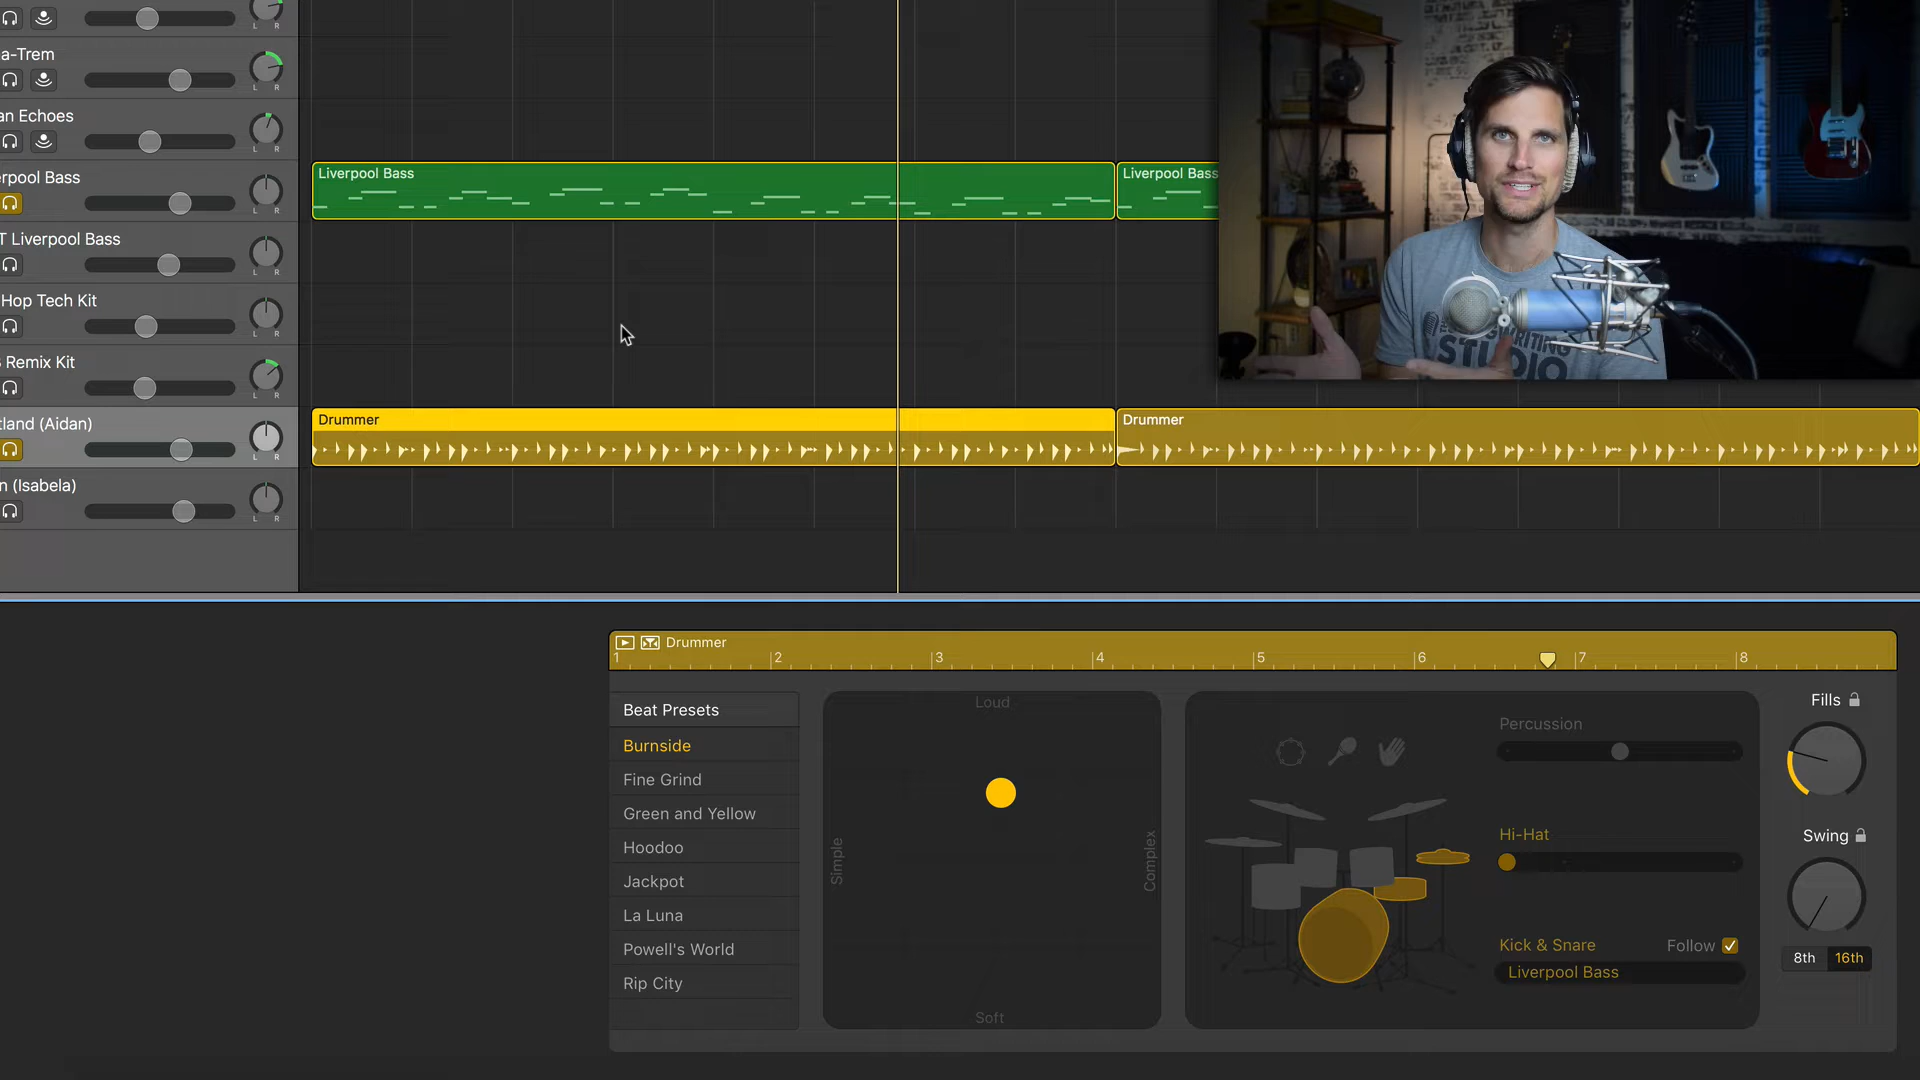 L R
a-Trem
L R
an Echoes
L R
Liverpool Bass
Liverpool Bass
rpool Bass
L R
T Liverpool Bass
L R
Hop Tech Kit
L R
STUDIO
Remix Kit
L R
Drummer
Drummer
tland (Aidan)
L R
n (Isabela)
L R
Drummer
1 2 3 4 5 6 7 8
Beat Presets
Burnside
Fine Grind
Green and Yellow
Hoodoo
Jackpot
La Luna
Powell's World
Rip City
Loud
Simple
Complex
Soft
Percussion
Hi-Hat
Kick & Snare Follow
Liverpool Bass
Fills
Swing
8th 16th